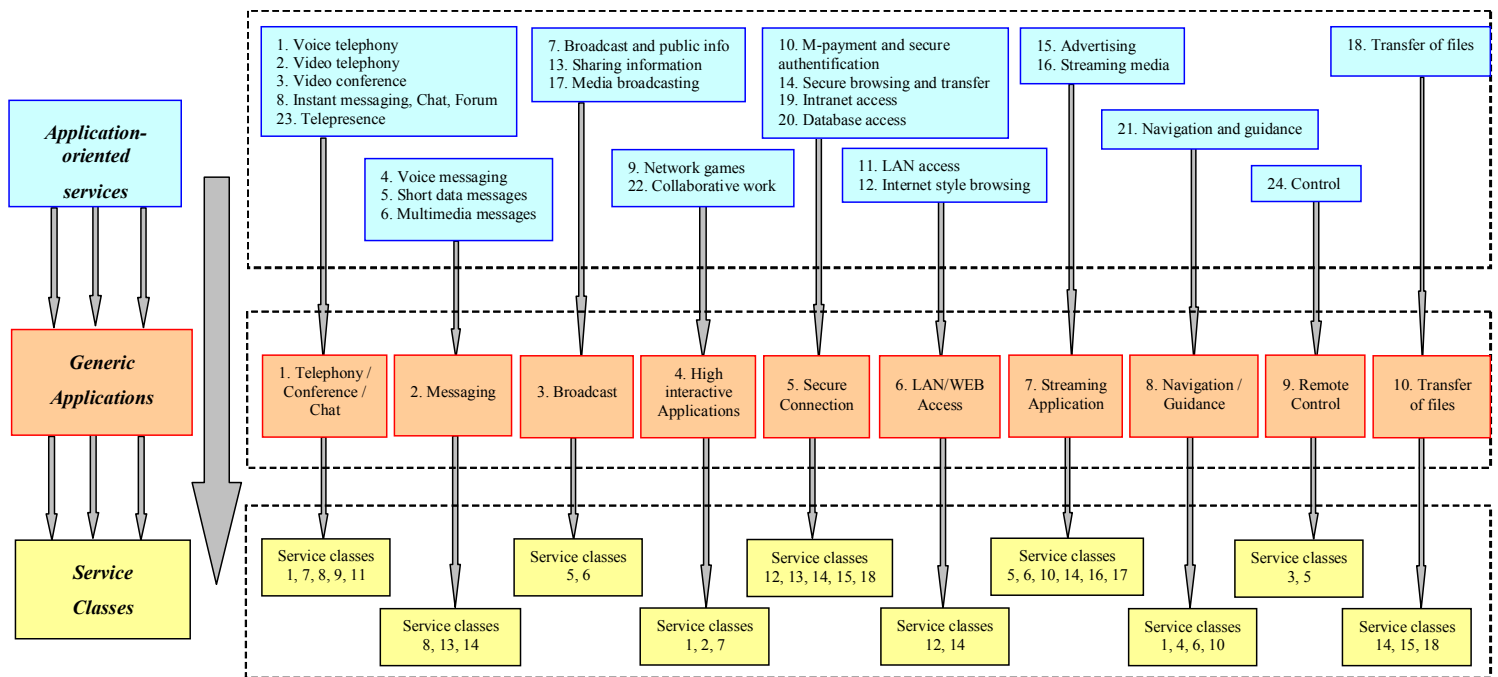 1. Voice telephony
2. Video telephony
3. Video conference
8. Instant messaging, Chat, Forum
23. Telepresence
7. Broadcast and public info
13. Sharing information
17. Media broadcasting
10. M-payment and secure
authentification
14. Secure browsing and transfer
19. Intranet access
20. Database access
15. Advertising
16. Streaming media
18. Transfer of files
Application-
oriented
services
4. Voice messaging
5. Short data messages
6. Multimedia messages
9. Network games
22. Collaborative work
11. LAN access
12. Internet style browsing
21. Navigation and guidance
24. Control
Generic
Applications
1. Telephony /
Conference /
Chat
2. Messaging
3. Broadcast
4. High
interactive
Applications
5. Secure
Connection
6. LAN/WEB
Access
7. Streaming
Application
8. Navigation /
Guidance
9. Remote
Control
10. Transfer
of files
Service
Classes
Service classes
1, 7, 8, 9, 11
Service classes
8, 13, 14
Service classes
5, 6
Service classes
1, 2, 7
Service classes
12, 13, 14, 15, 18
Service classes
12, 14
Service classes
5, 6, 10, 14, 16, 17
Service classes
1, 4, 6, 10
Service classes
3, 5
Service classes
14, 15, 18